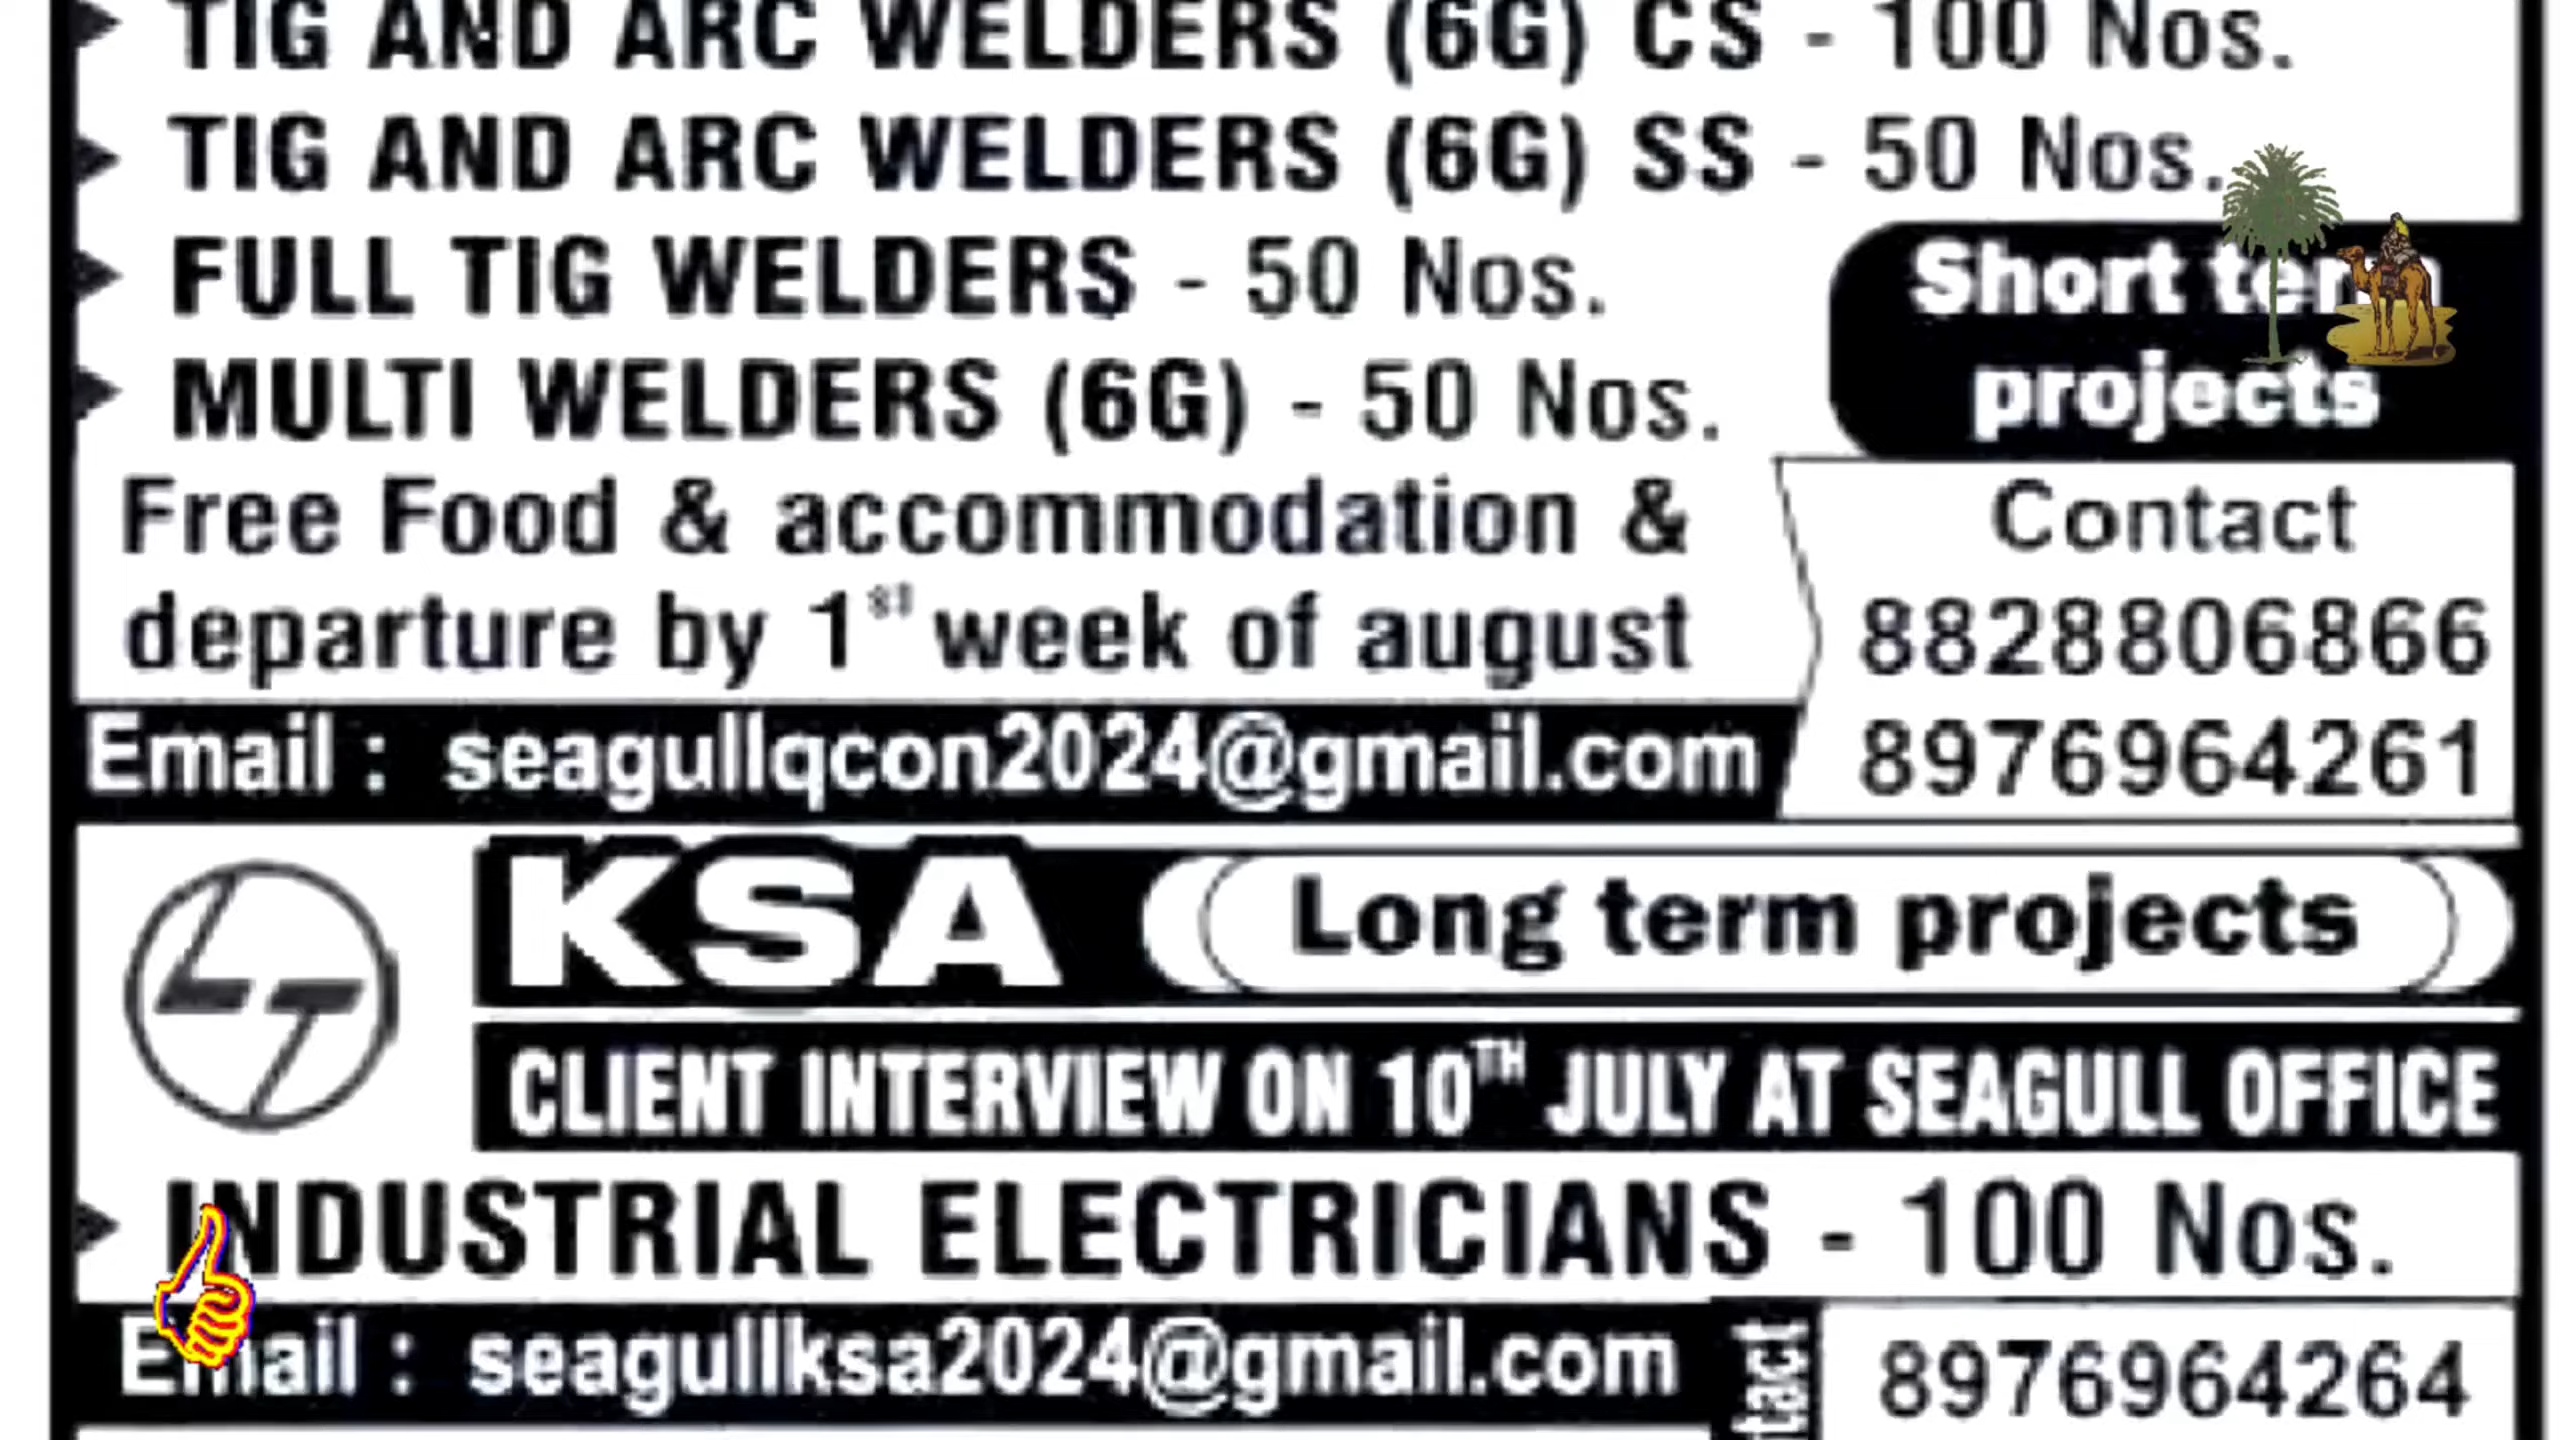 TIG AND ARC WELDERS (6G) CS - 100 Nos.
TIG AND ARC WELDERS (6G) SS - 50 Nos.
FULL TIG WELDERS - 50 Nos.
MULTI WELDERS (6G) - 50 Nos.
Short term
projects
Free Food & accommodation &
departure by 1st week of august
Contact
8828806866
8976964261
Email : seagullqcon2024@gmail.com
LT
KSA
Long term projects
CLIENT INTERVIEW ON 10TH JULY AT SEAGULL OFFICE
INDUSTRIAL ELECTRICIANS - 100 Nos.
Email : seagullksa2024@gmail.com
8976964264